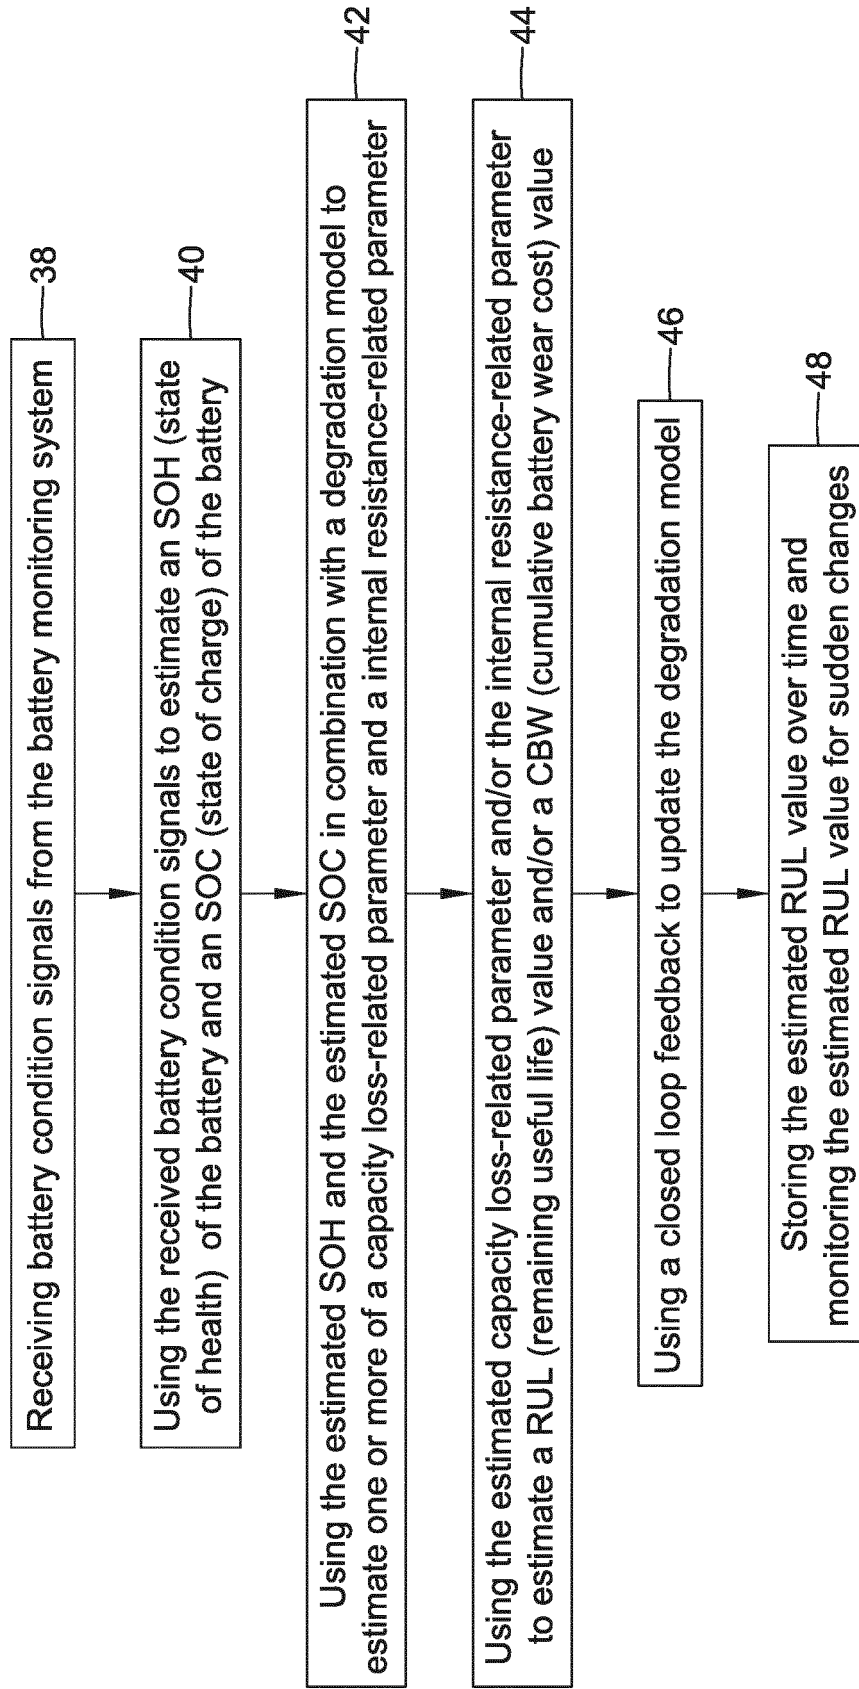 38
Receiving battery condition signals from the battery monitoring system
40
Using the received battery condition signals to estimate an SOH (state
of health) of the battery and an SOC (state of charge) of the battery
42
Using the estimated SOH and the estimated SOC in combination with a degradation model to
estimate one or more of a capacity loss-related parameter and a internal resistance-related parameter
44
Using the estimated capacity loss-related parameter and/or the internal resistance-related parameter
to estimate a RUL (remaining useful life) value and/or a CBW (cumulative battery wear cost) value
46
Using a closed loop feedback to update the degradation model
48
Storing the estimated RUL value over time and
monitoring the estimated RUL value for sudden changes